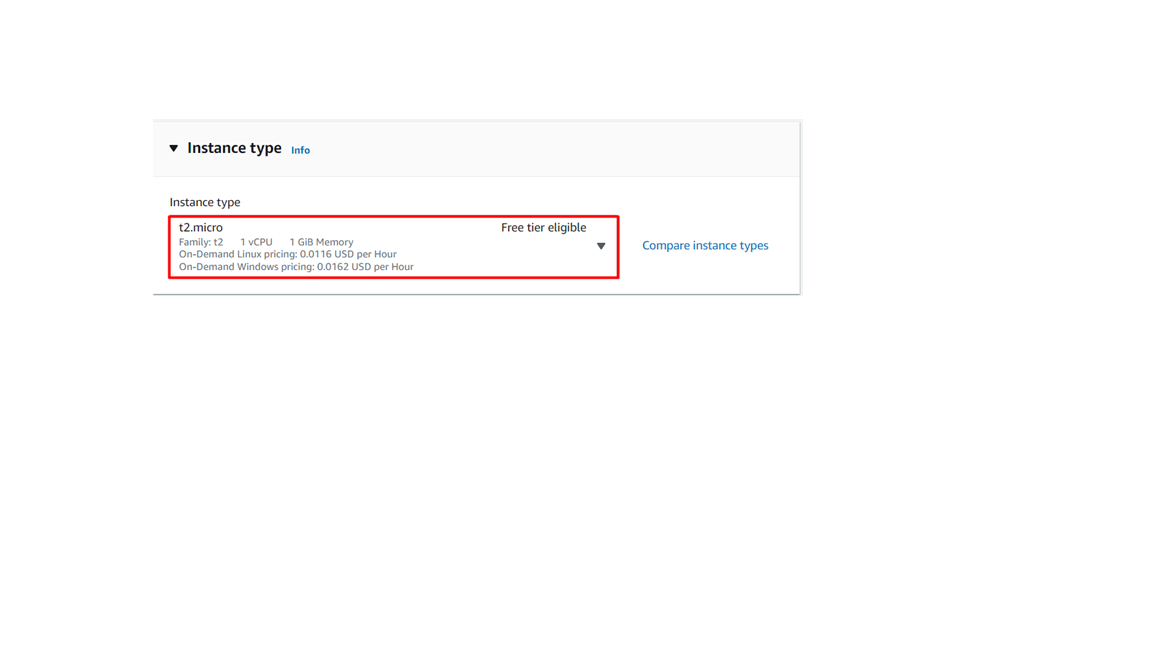 Instance type Info
Instance type
t2.micro Free tier eligible
Family: t2 1 vCPU 1 GiB Memory
On-Demand Linux pricing: 0.0116 USD per Hour
On-Demand Windows pricing: 0.0162 USD per Hour
Compare instance types